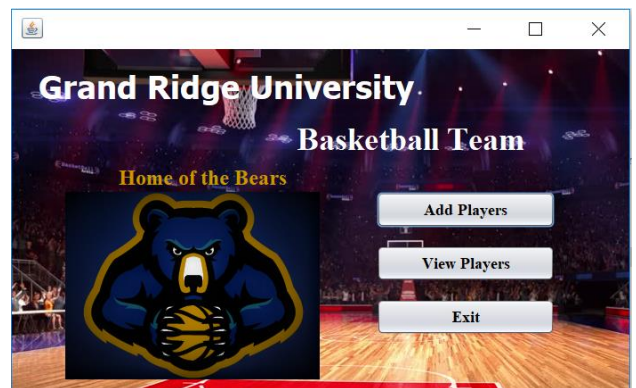 Grand Ridge University
Basketball Team
Home of the Bears
Add Players
View Players
Exit